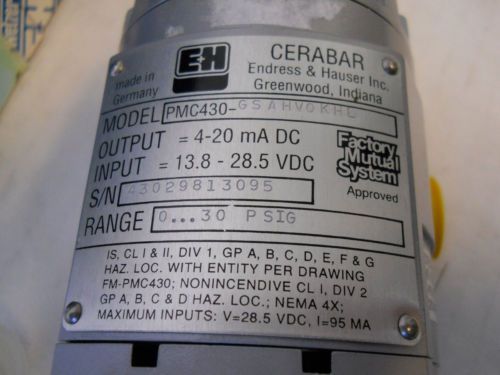 E+H
CERABAR
Endress & Hauser Inc.
Greenwood, Indiana
made in
Germany
MODEL PMC430-GSAHVOKHL
OUTPUT = 4-20 mA DC
INPUT = 13.8 - 28.5 VDC
S/N 43029813095
RANGE 0...30 PSIG
Factory
Mutual
System
Approved
IS, CL I & II, DIV 1, GP A, B, C, D, E, F & G
HAZ. LOC. WITH ENTITY PER DRAWING
FM-PMC430; NONINCENDIVE CL I, DIV 2
GP A, B, C & D HAZ. LOC.; NEMA 4X;
MAXIMUM INPUTS: V=28.5 VDC, I=95 MA